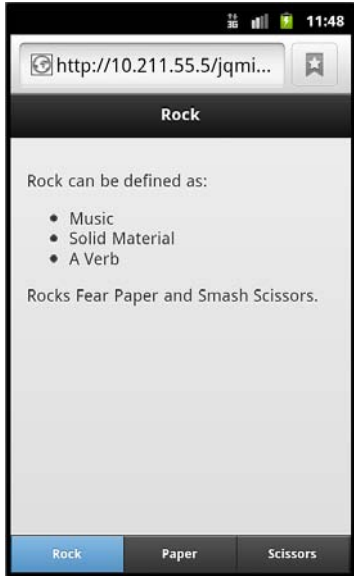 3G 11:48
http://10.211.55.5/jqmi...
Rock
Rock can be defined as:
Music
Solid Material
A Verb
Rocks Fear Paper and Smash Scissors.
Rock Paper Scissors